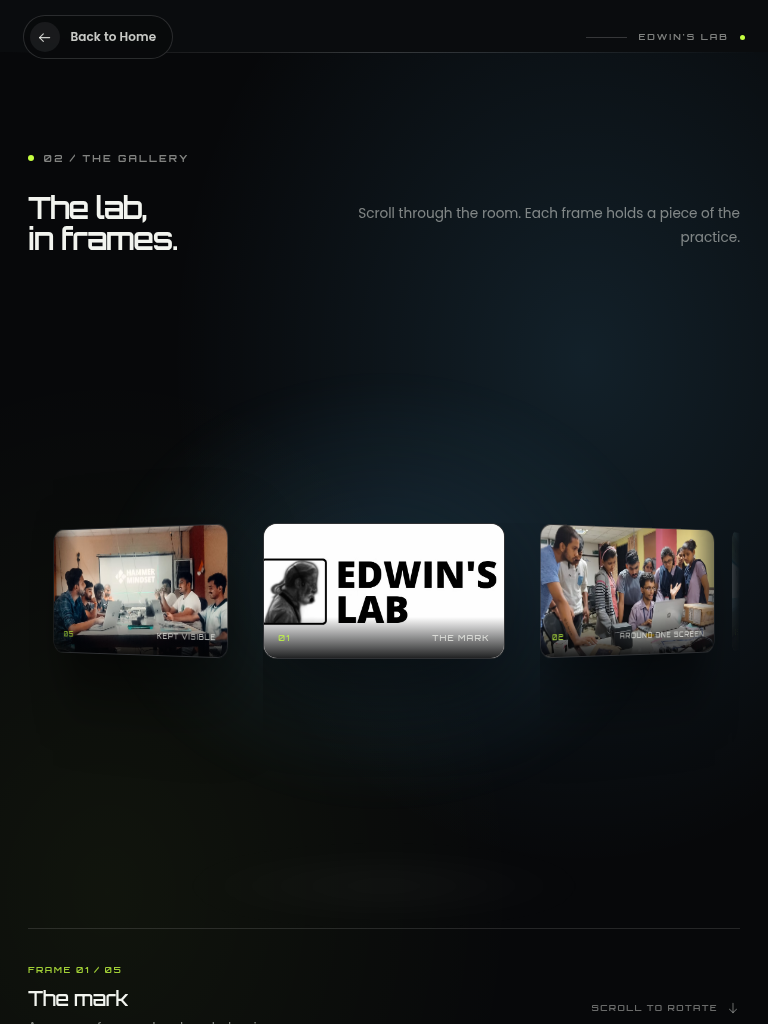 Back to Home
EDWIN'S LAB
02 / THE GALLERY
The lab,
in frames.
Scroll through the room. Each frame holds a piece of the
practice.
HAMMER
MINDSET
05
KEPT VISIBLE
EDWIN'S
LAB
01
THE MARK
02
AROUND ONE SCREEN
FRAME 01 / 05
The mark
SCROLL TO ROTATE